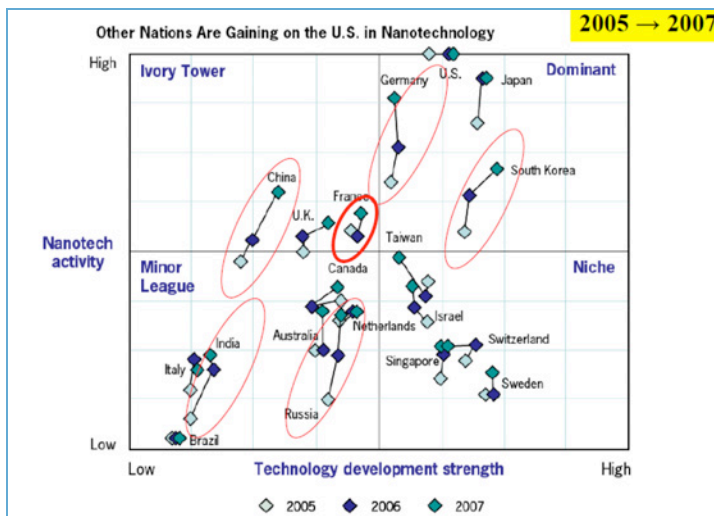 Other Nations Are Gaining on the U.S. in Nanotechnology
2005 → 2007
High
Ivory Tower
Dominant
Germany
U.S.
Japan
China
South Korea
France
U.K.
Taiwan
Nanotech
activity
Minor
League
Niche
Canada
Australia
Netherlands
Israel
India
Italy
Switzerland
Singapore
Sweden
Russia
Brazil
Low
Low
Technology development strength
High
2005
2006
2007